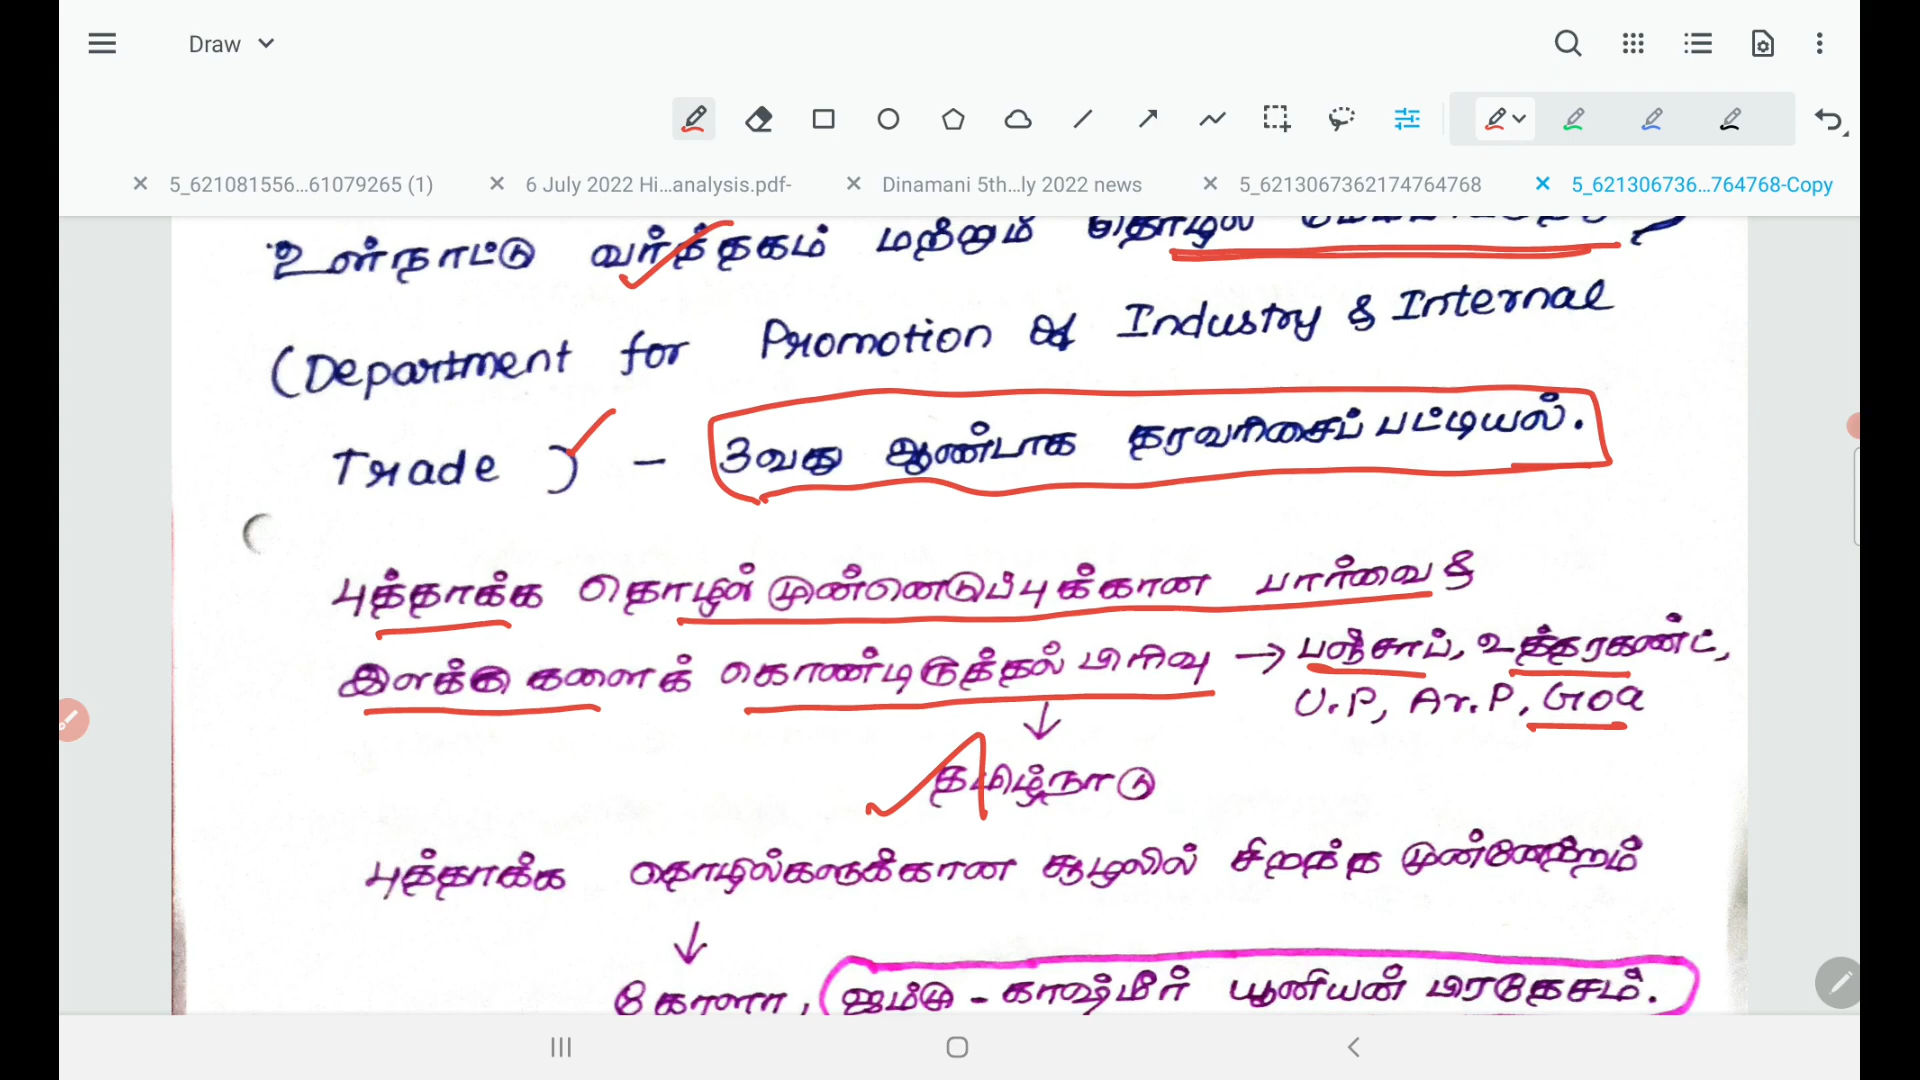 Draw
5_621081556...61079265 (1)
6 July 2022 Hi...analysis.pdf-
Dinamani 5th...ly 2022 news
5_6213067362174764768
5_621306736...764768-Copy
உள்நாட்டு வர்த்தகம் மற்றும் தொழில்
(Department for Promotion of Industry & Internal
Trade) - 3வது ஆண்டாக தரவரிசைப் பட்டியல்.
புத்தாக்க தொழில் முன்னெடுப்புக்கான பார்வை &
இலக்கு களைக் கொண்டிருத்தல் பிரிவு → பஞ்சாப், உத்தரகண்ட்,
U.P, Ar.P, Goa
↓
தமிழ்நாடு
புத்தாக்க தொழில்களுக்கான சூழலில் சிறந்த முன்னேற்றம்
↓
கேரளா, ஜம்மு - காஷ்மீர் யூனியன் பிரதேசம்.